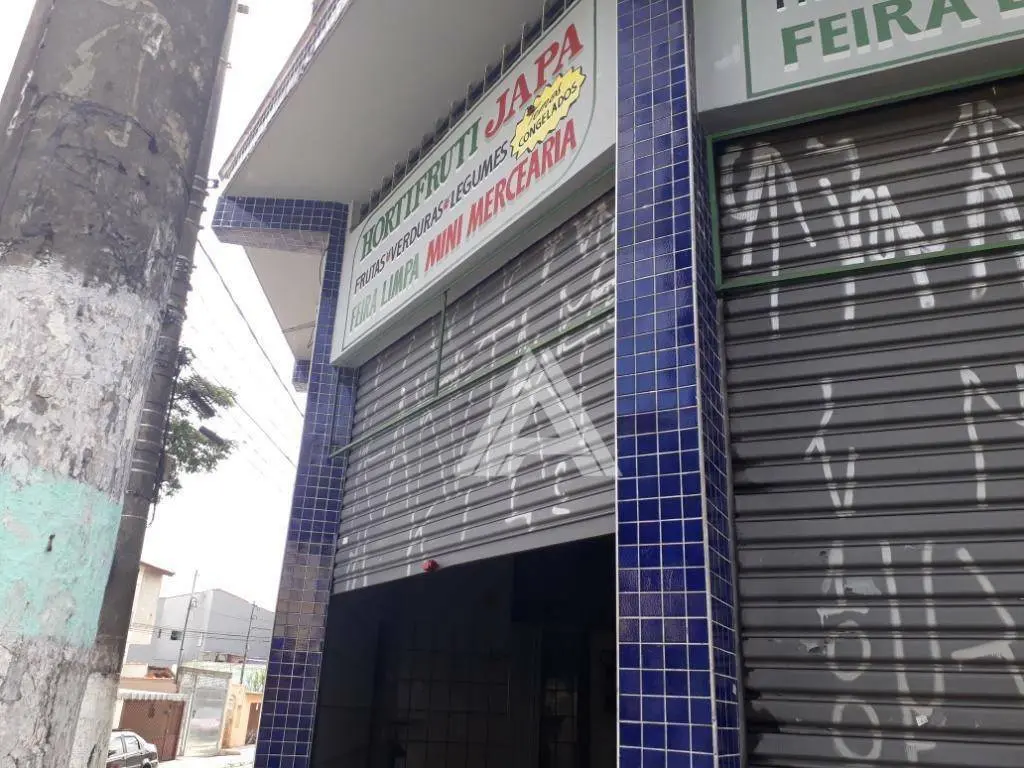 HORTIFRUTI JAPA
FRUTAS VERDURAS LEGUMES
CONGELADOS
FEIRA LIMPA MINI MERCEARIA
FEIRA